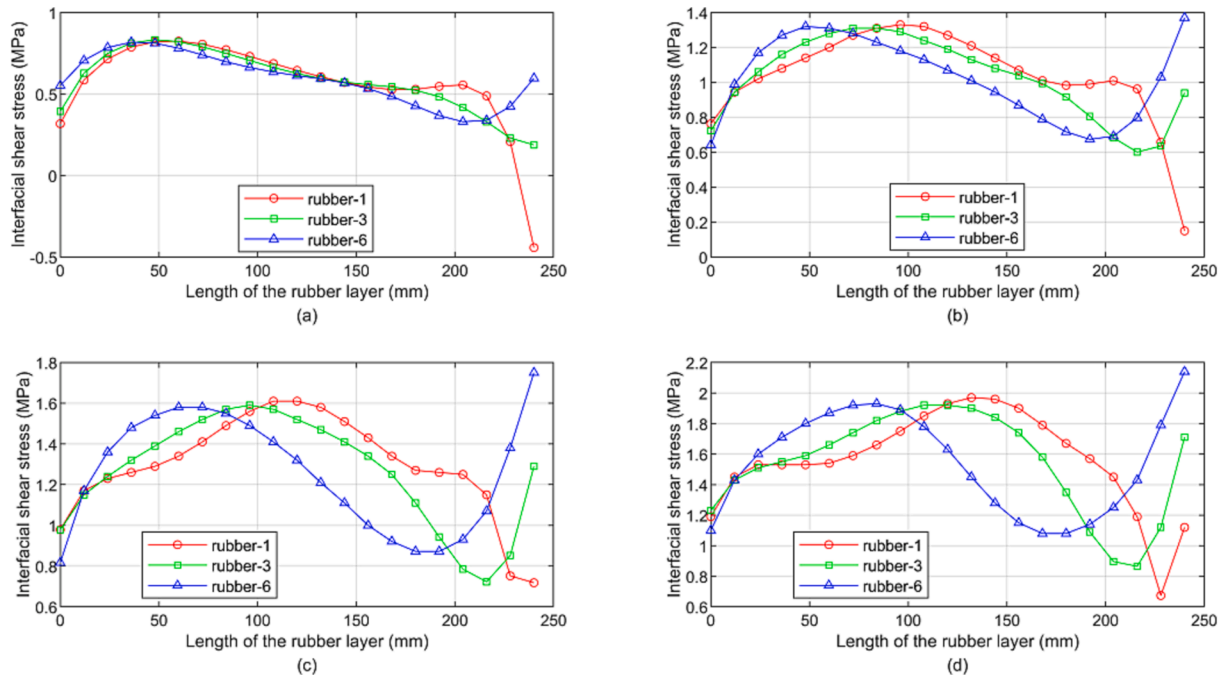 Interfacial shear stress (MPa)
1
0.5
0
-0.5
rubber-1
rubber-3
rubber-6
0 50 100 150 200 250
Length of the rubber layer (mm)
(a)
Interfacial shear stress (MPa)
1.4
1.2
1
0.8
0.6
0.4
0.2
0
rubber-1
rubber-3
rubber-6
0 50 100 150 200 250
Length of the rubber layer (mm)
(b)
Interfacial shear stress (MPa)
1.8
1.6
1.4
1.2
1
0.8
0.6
rubber-1
rubber-3
rubber-6
0 50 100 150 200 250
Length of the rubber layer (mm)
(c)
Interfacial shear stress (MPa)
2.2
2
1.8
1.6
1.4
1.2
1
0.8
0.6
rubber-1
rubber-3
rubber-6
0 50 100 150 200 250
Length of the rubber layer (mm)
(d)